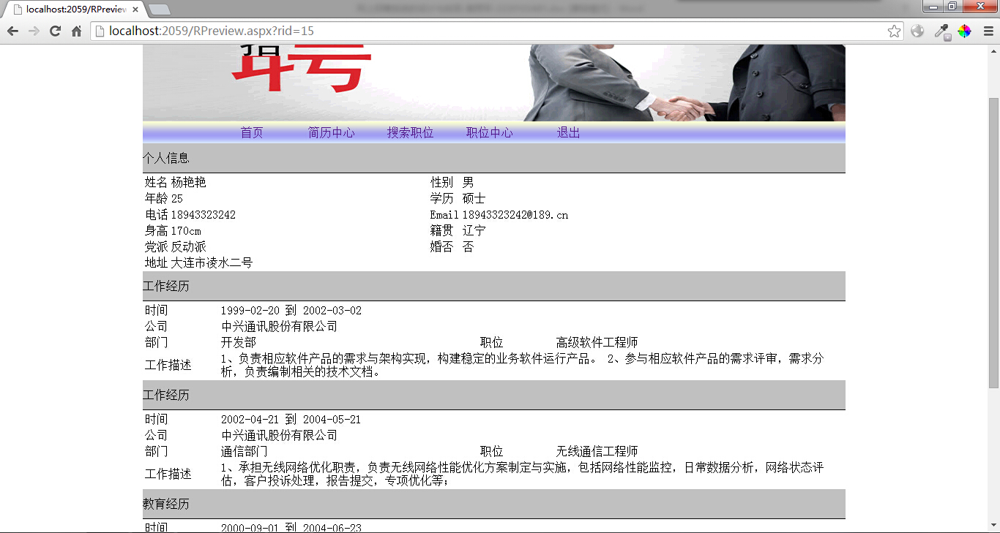 localhost:2059/RPreview
localhost:2059/RPreview.aspx?rid=15
招聘
首页 简历中心 搜索职位 职位中心 退出
个人信息
姓名 杨艳艳 性别 男
年龄 25 学历 硕士
电话 18943323242 Email 18943323242@189.cn
身高 170cm 籍贯 辽宁
党派 反动派 婚否 否
地址 大连市凌水二号
工作经历
时间 1999-02-20 到 2002-03-02
公司 中兴通讯股份有限公司
部门 开发部 职位 高级软件工程师
工作描述 1、负责相应软件产品的需求与架构实现，构建稳定的业务软件运行产品。 2、参与相应软件产品的需求评审，需求分
析，负责编制相关的技术文档。
工作经历
时间 2002-04-21 到 2004-05-21
公司 中兴通讯股份有限公司
部门 通信部门 职位 无线通信工程师
工作描述 1、承担无线网络优化职责，负责无线网络性能优化方案制定与实施，包括网络性能监控，日常数据分析，网络状态评
估，客户投诉处理，报告提交，专项优化等；
教育经历
时间 2000-09-01 到 2004-06-23